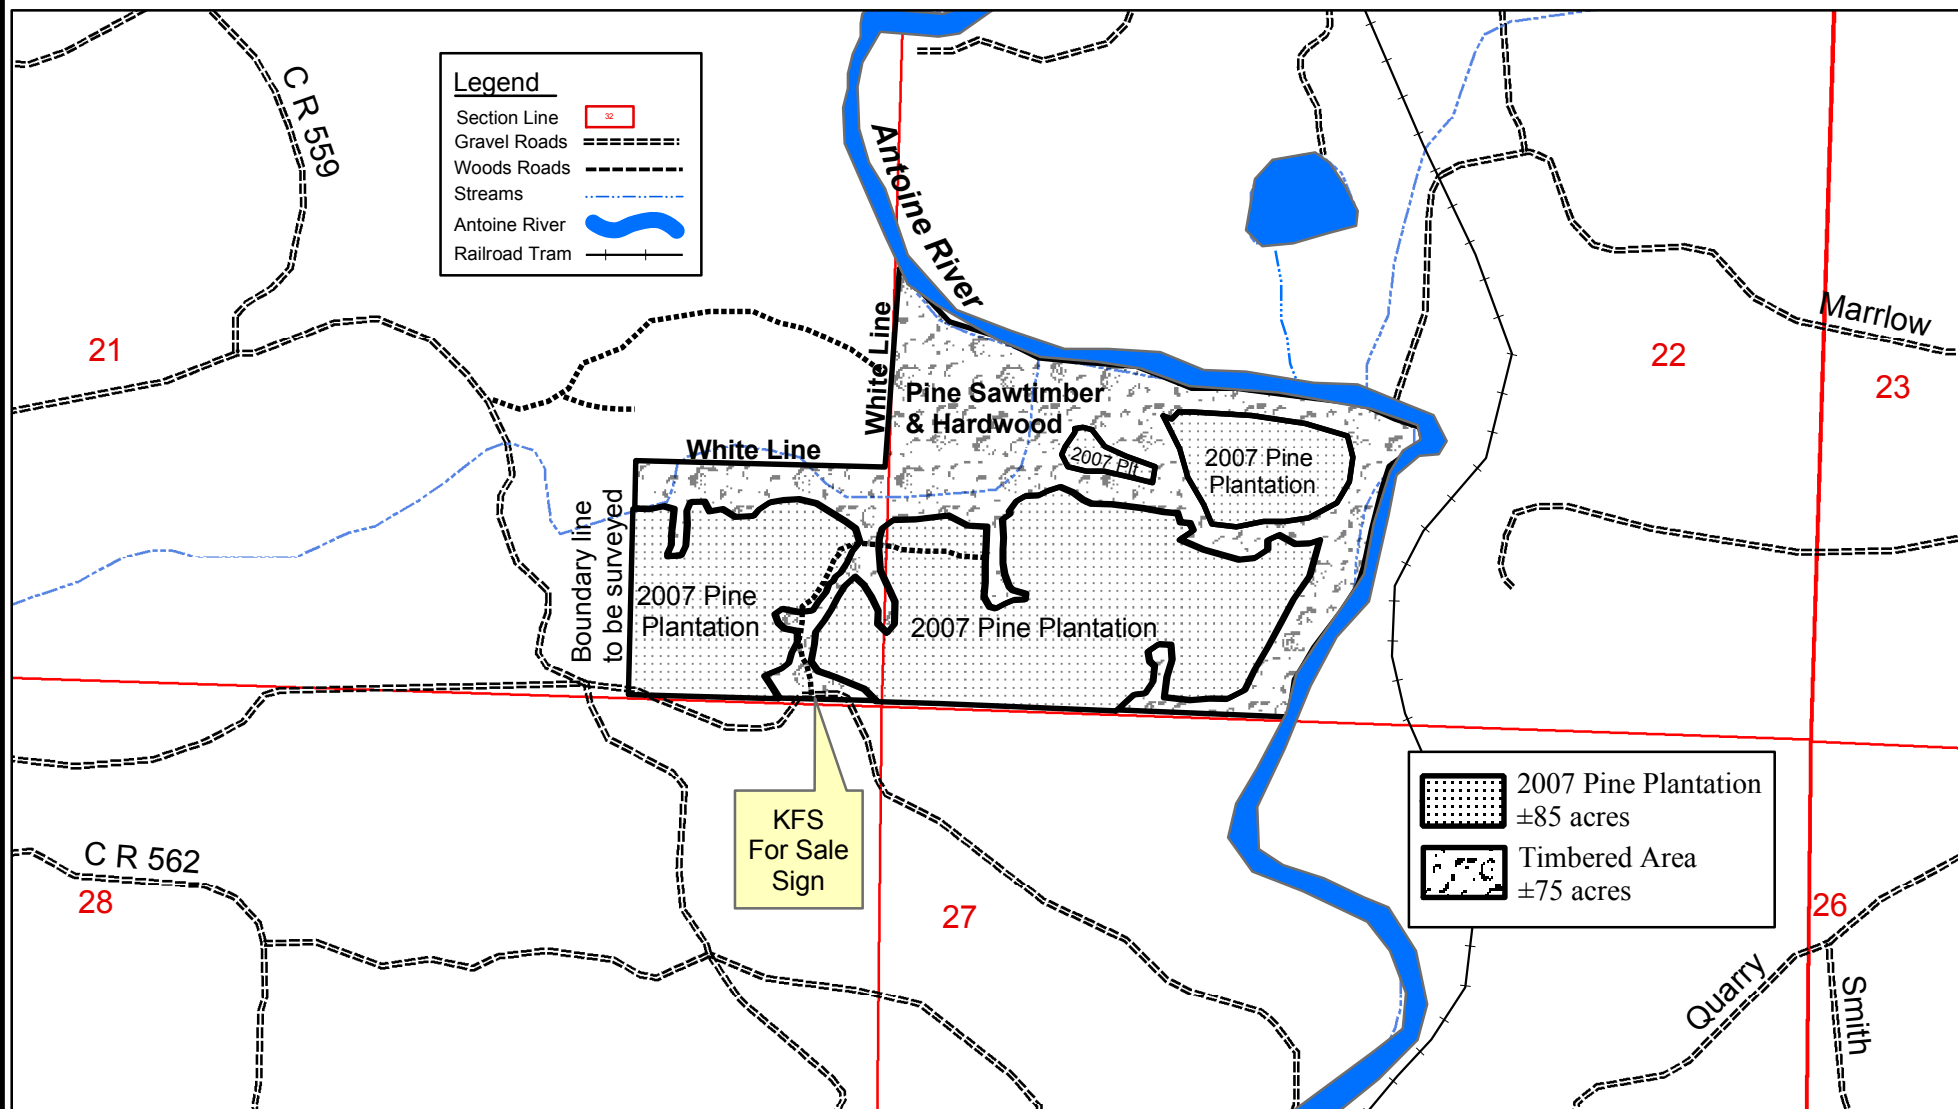 Legend
Section Line
32
Gravel Roads
Woods Roads
Streams
Antoine River
Railroad Tram
C R 559
Antoine River
21
22
23
Marrlow
White Line
Pine Sawtimber
& Hardwood
White Line
2007 Plt
2007 Pine
Plantation
Boundary line
to be surveyed
2007 Pine
Plantation
2007 Pine Plantation
KFS
For Sale
Sign
2007 Pine Plantation
±85 acres
Timbered Area
±75 acres
C R 562
28
27
26
Quarry
Smith